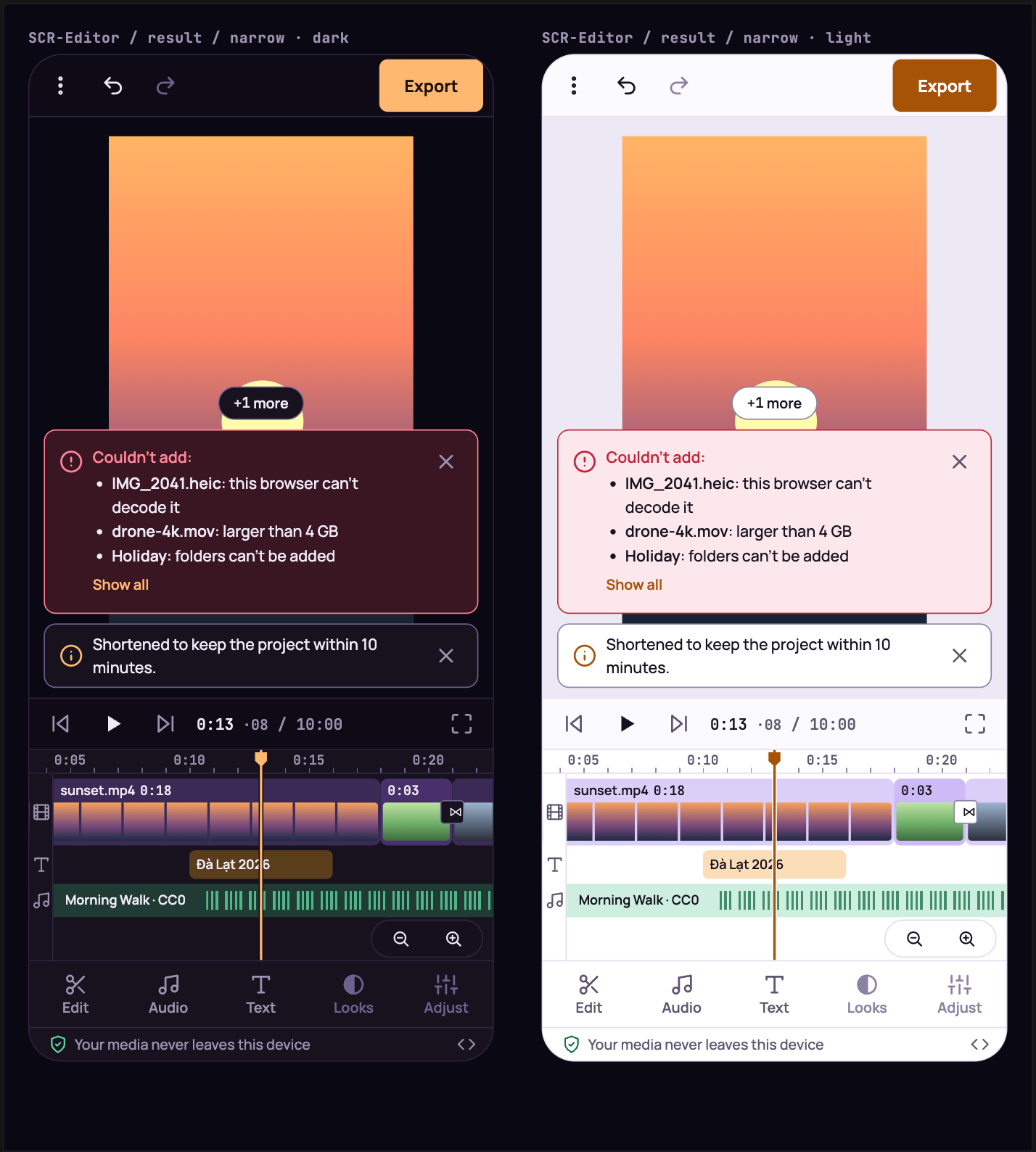 SCR-Editor / result / narrow · dark
Export
+1 more
Couldn't add:
• IMG_2041.heic: this browser can't
decode it
• drone-4k.mov: larger than 4 GB
• Holiday: folders can't be added
Show all
Shortened to keep the project within 10
minutes.
0:13 ·08 / 10:00
0:05 0:10 0:15 0:20
sunset.mp4 0:18 0:03
Đà Lạt 2026
Morning Walk · CC0
Edit Audio Text Looks Adjust
Your media never leaves this device
SCR-Editor / result / narrow · light
Export
+1 more
Couldn't add:
• IMG_2041.heic: this browser can't
decode it
• drone-4k.mov: larger than 4 GB
• Holiday: folders can't be added
Show all
Shortened to keep the project within 10
minutes.
0:13 ·08 / 10:00
0:05 0:10 0:15 0:20
sunset.mp4 0:18 0:03
Đà Lạt 2026
Morning Walk · CC0
Edit Audio Text Looks Adjust
Your media never leaves this device